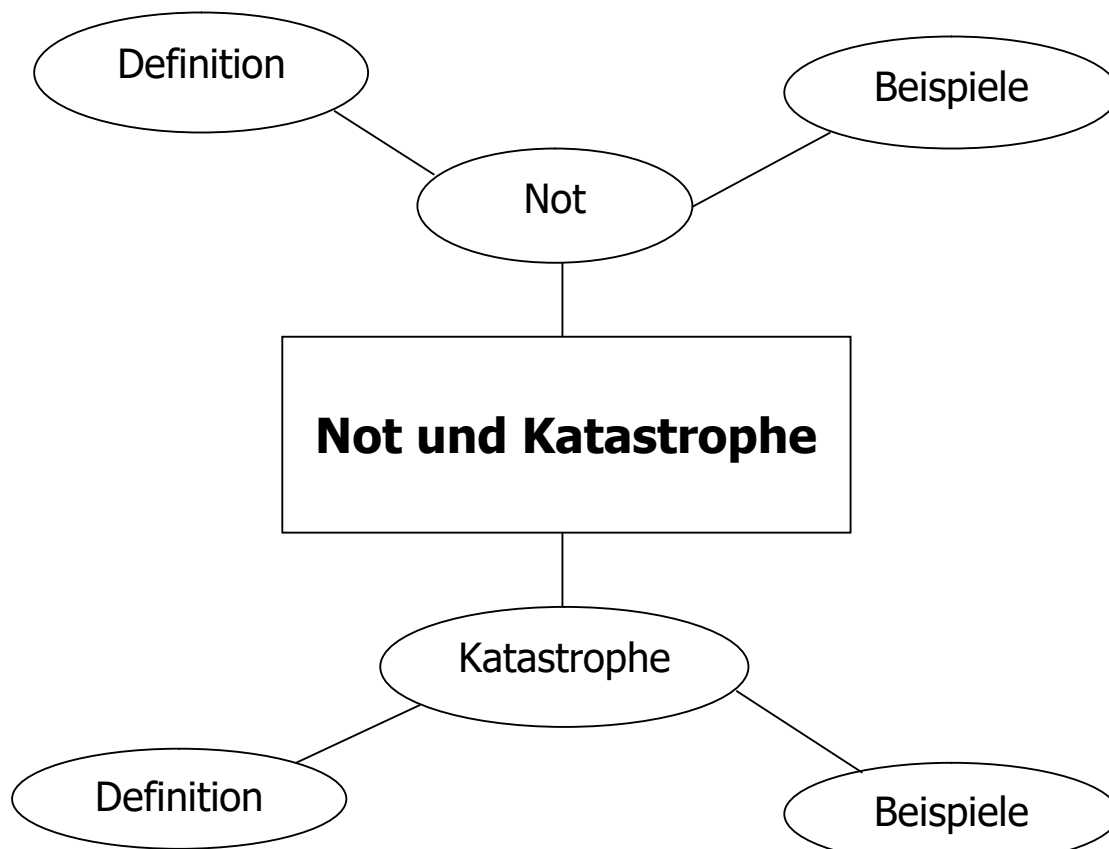 Definition
Beispiele
Not
Not und Katastrophe
Katastrophe
Definition
Beispiele